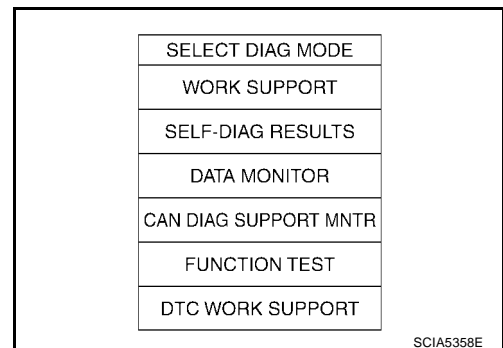 SELECT DIAG MODE
WORK SUPPORT
SELF-DIAG RESULTS
DATA MONITOR
CAN DIAG SUPPORT MNTR
FUNCTION TEST
DTC WORK SUPPORT
SCIA5358E